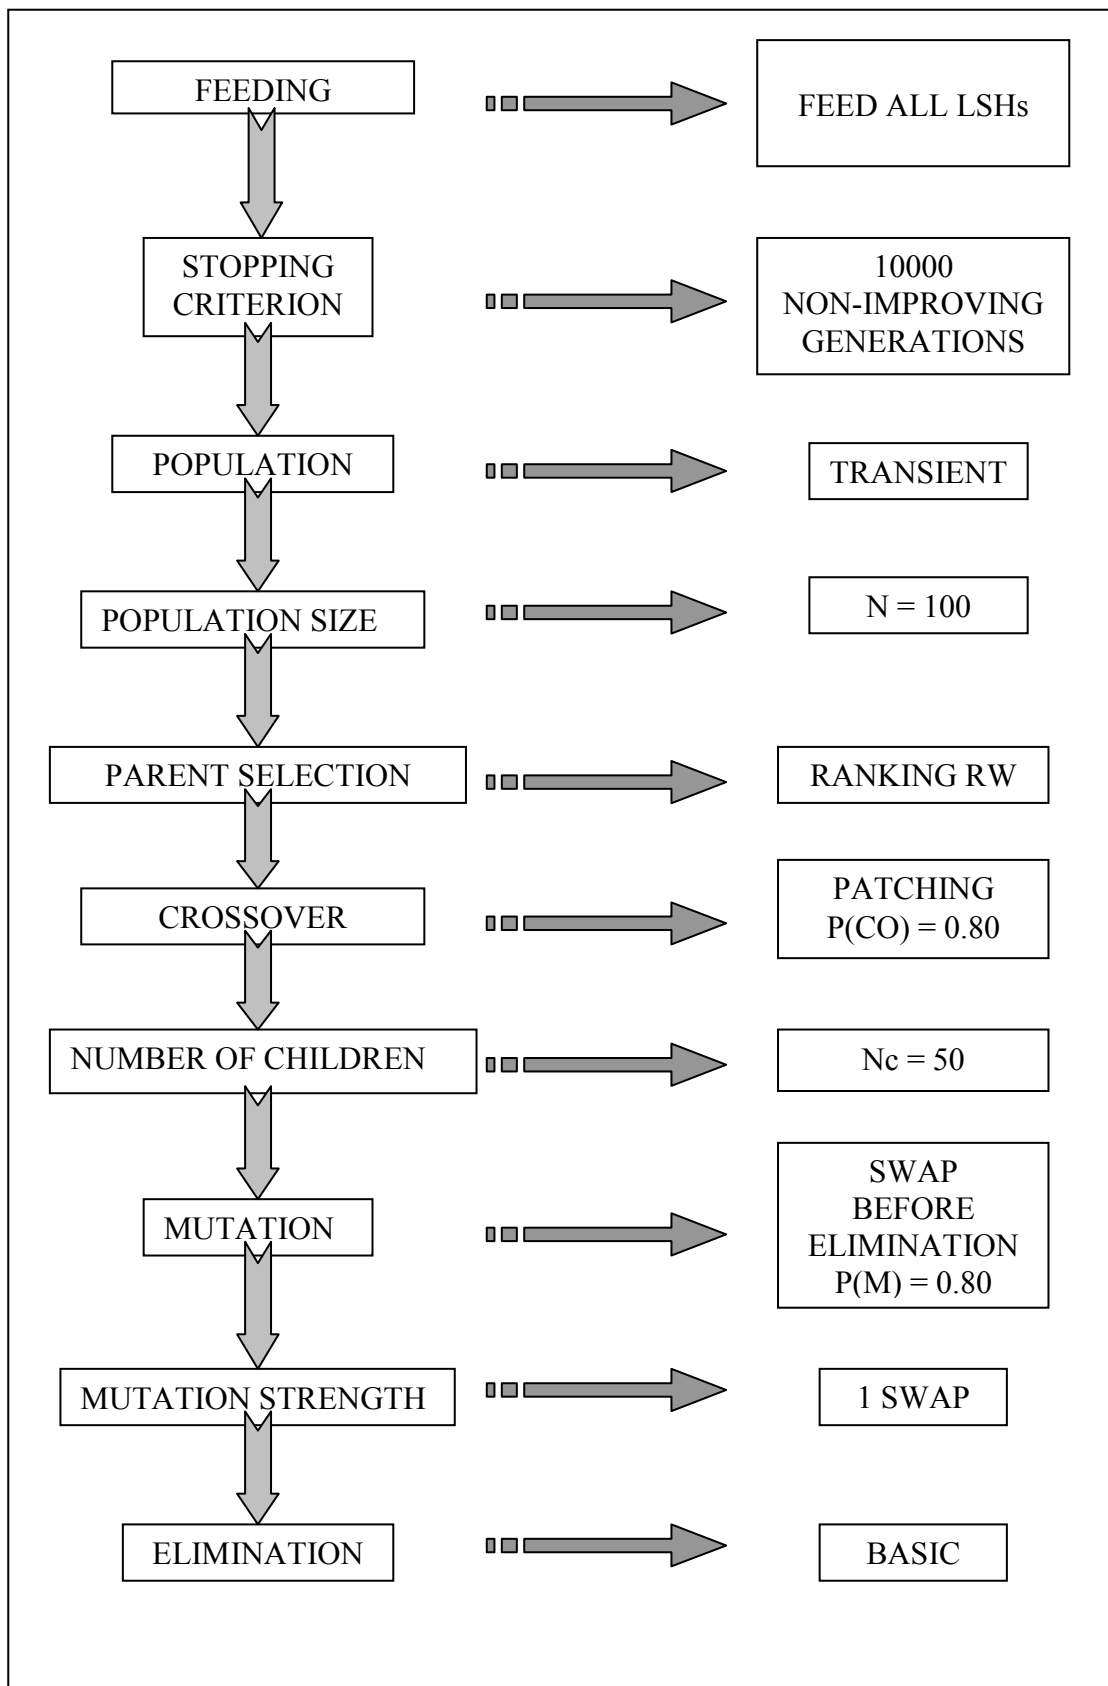 FEEDING
FEED ALL LSHs
STOPPING
CRITERION
10000
NON-IMPROVING
GENERATIONS
POPULATION
TRANSIENT
POPULATION SIZE
N = 100
PARENT SELECTION
RANKING RW
CROSSOVER
PATCHING
P(CO) = 0.80
NUMBER OF CHILDREN
Nc = 50
MUTATION
SWAP
BEFORE
ELIMINATION
P(M) = 0.80
MUTATION STRENGTH
1 SWAP
ELIMINATION
BASIC